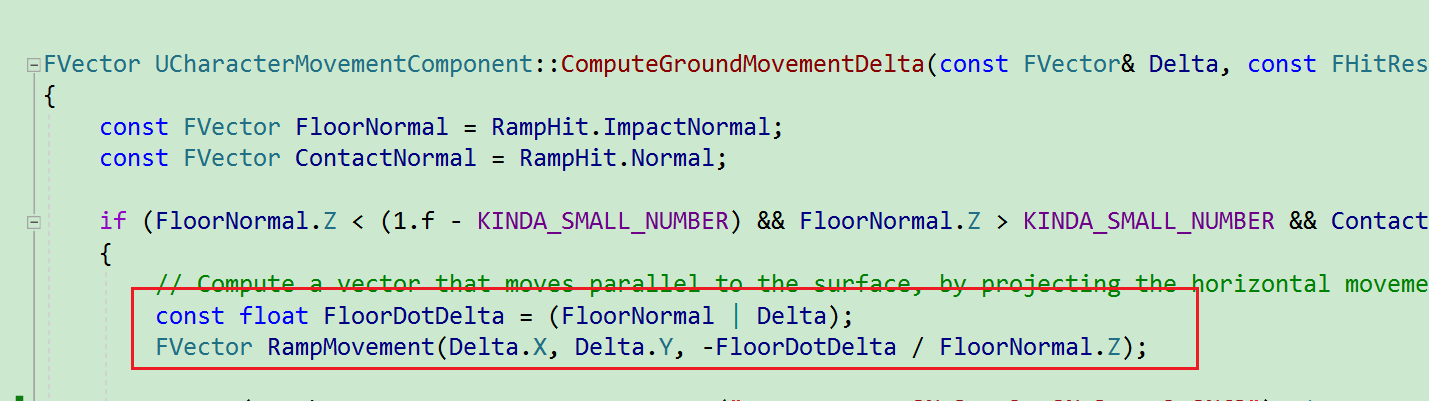 FVector UCharacterMovementComponent::ComputeGroundMovementDelta(const FVector& Delta, const FHitRes
{
const FVector FloorNormal = RampHit.ImpactNormal;
const FVector ContactNormal = RampHit.Normal;
if (FloorNormal.Z < (1.f - KINDA_SMALL_NUMBER) && FloorNormal.Z > KINDA_SMALL_NUMBER && Contact
{
// Compute a vector that moves parallel to the surface, by projecting the horizontal moveme
const float FloorDotDelta = (FloorNormal | Delta);
FVector RampMovement(Delta.X, Delta.Y, -FloorDotDelta / FloorNormal.Z);